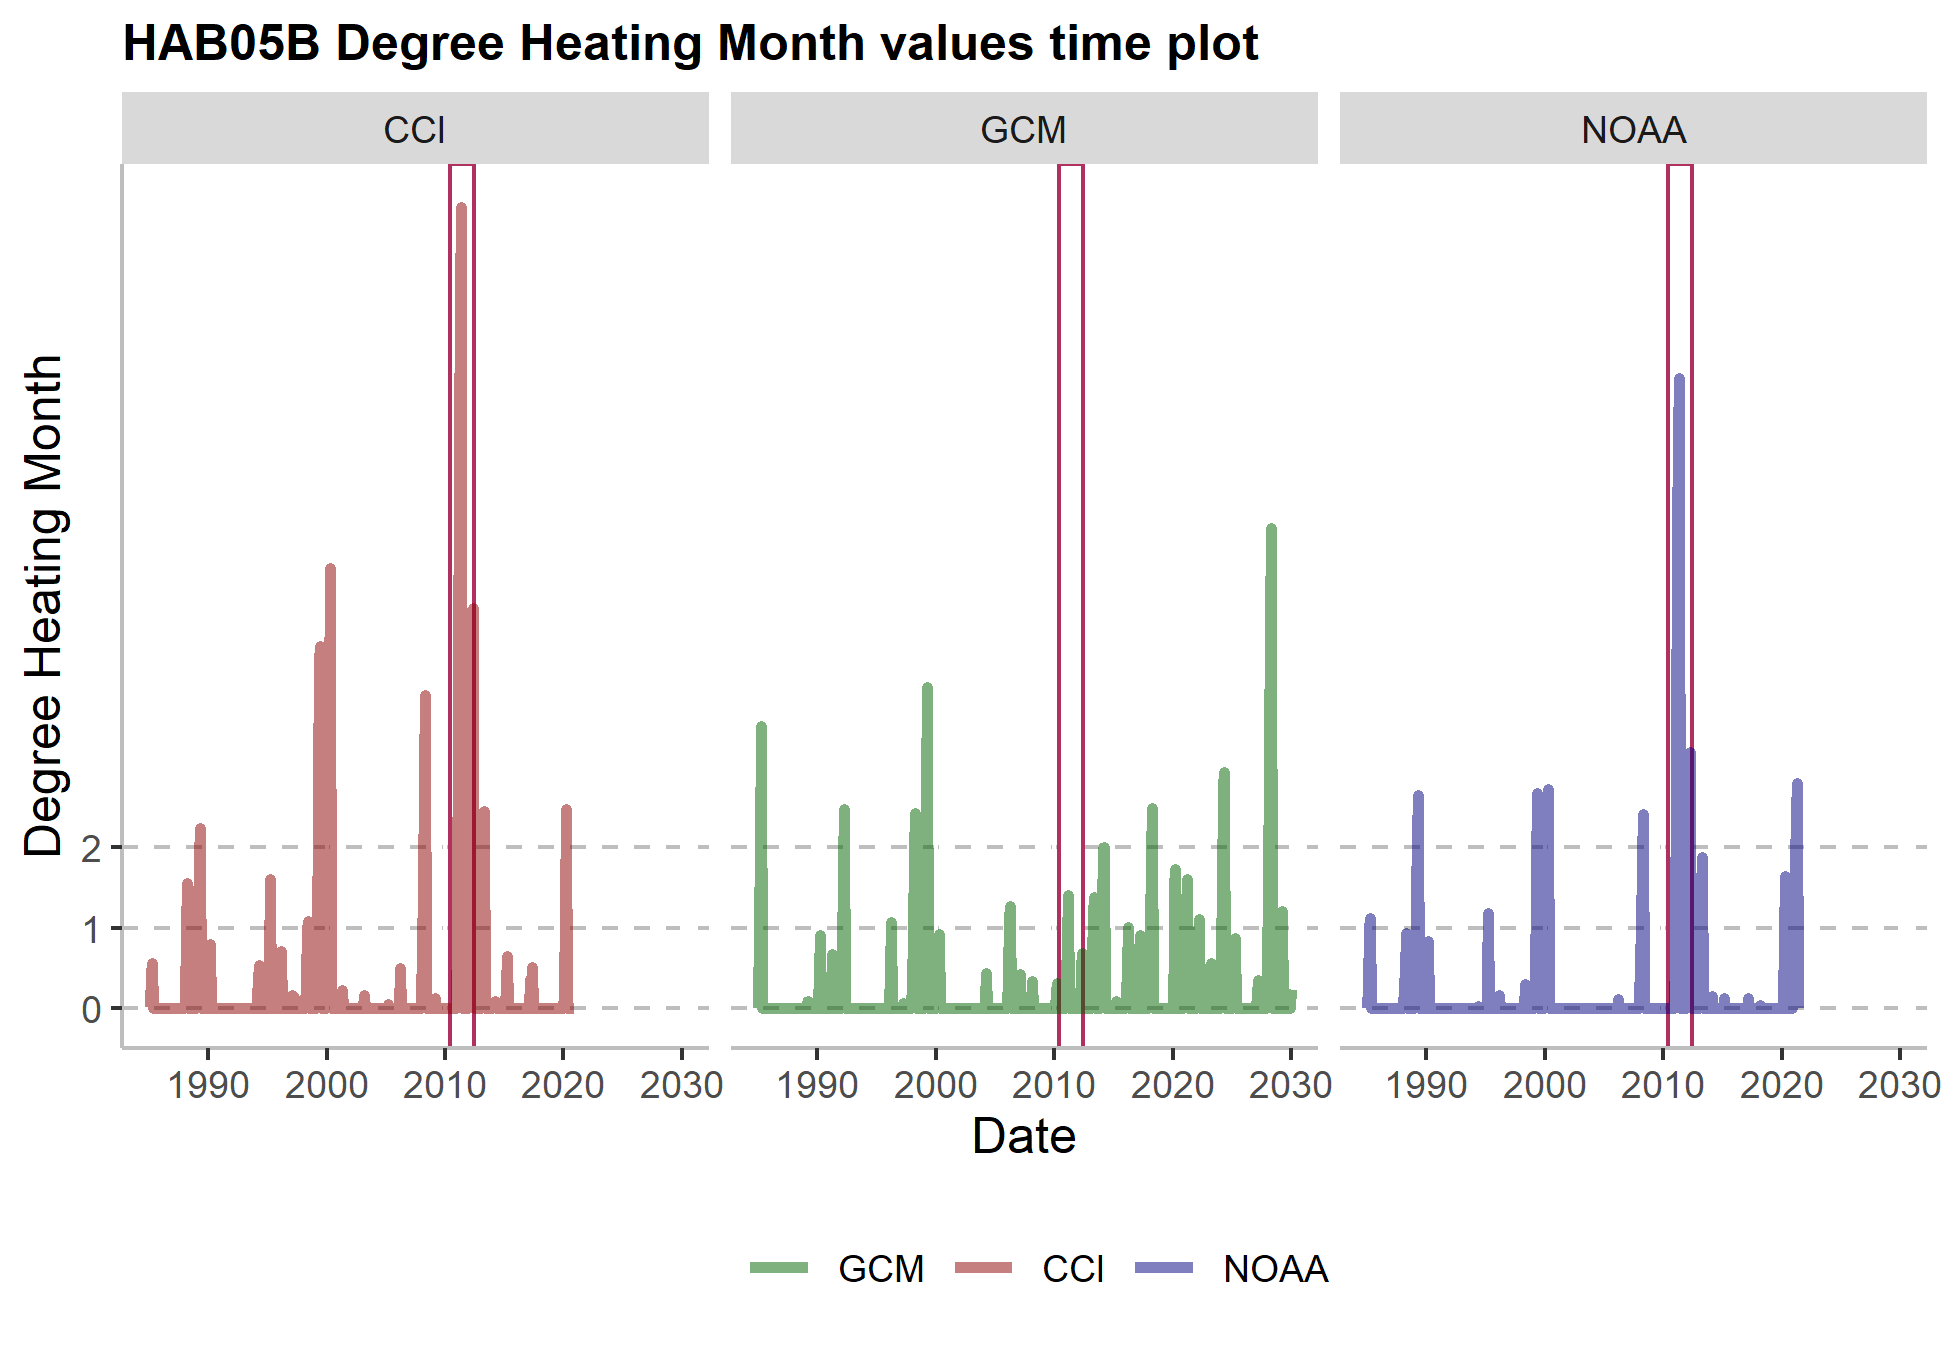 HAB05B Degree Heating Month values time plot
CCI GCM NOAA
Degree Heating Month
2
1
0
1990 2000 2010 2020 2030 1990 2000 2010 2020 2030 1990 2000 2010 2020 2030
Date
GCM CCI NOAA